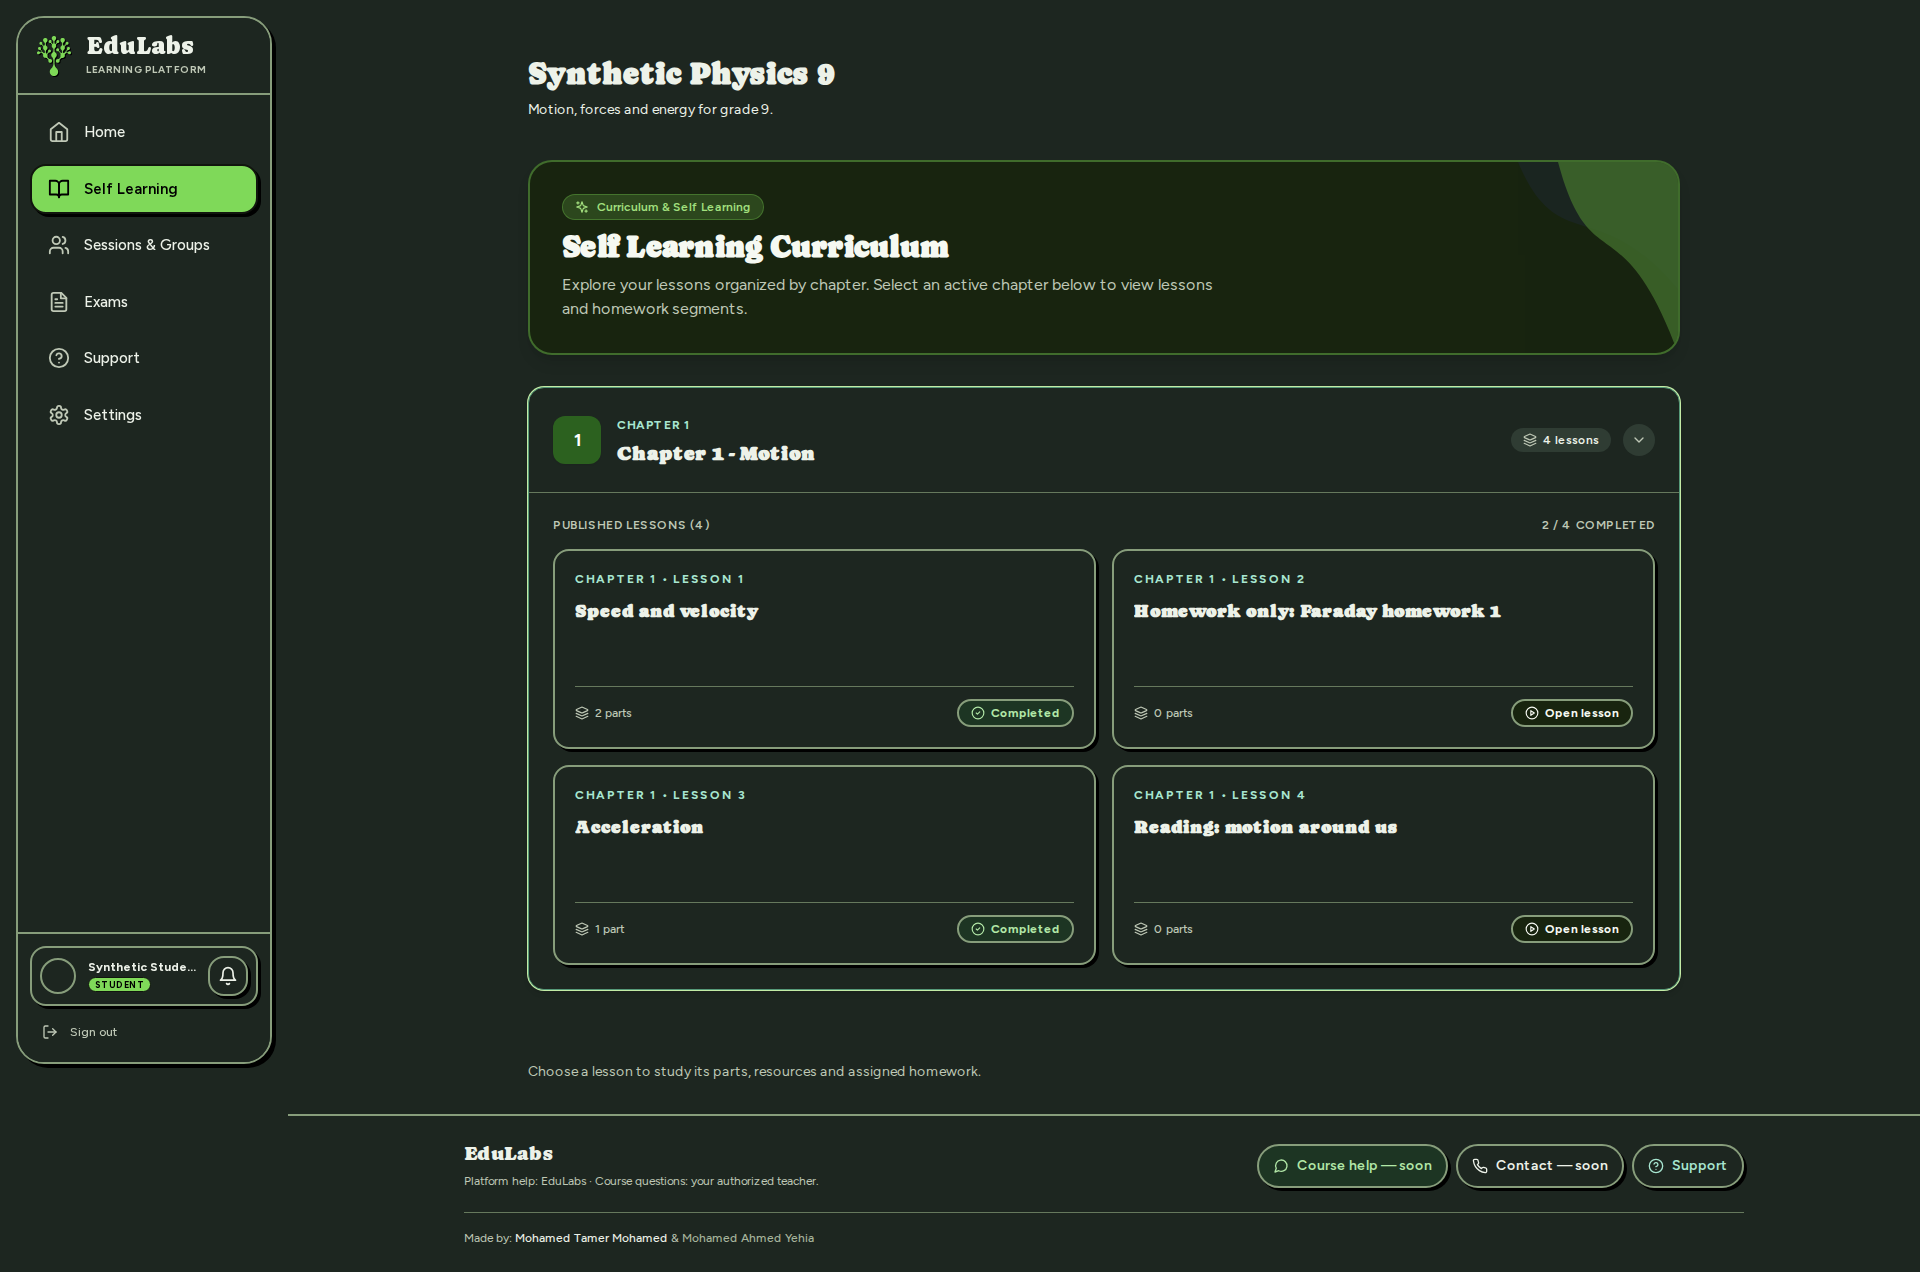 EduLabs
LEARNING PLATFORM
Home
Self Learning
Sessions & Groups
Exams
Support
Settings
Synthetic Stude...
STUDENT
Sign out
Synthetic Physics 9
Motion, forces and energy for grade 9.
Curriculum & Self Learning
Self Learning Curriculum
Explore your lessons organized by chapter. Select an active chapter below to view lessons
and homework segments.
1
CHAPTER 1
Chapter 1 - Motion
4 lessons
PUBLISHED LESSONS (4)
2 / 4 COMPLETED
CHAPTER 1 • LESSON 1
Speed and velocity
2 parts
Completed
CHAPTER 1 • LESSON 2
Homework only: Faraday homework 1
0 parts
Open lesson
CHAPTER 1 • LESSON 3
Acceleration
1 part
Completed
CHAPTER 1 • LESSON 4
Reading: motion around us
0 parts
Open lesson
Choose a lesson to study its parts, resources and assigned homework.
EduLabs
Platform help: EduLabs · Course questions: your authorized teacher.
Course help — soon
Contact — soon
Support
Made by: Mohamed Tamer Mohamed & Mohamed Ahmed Yehia